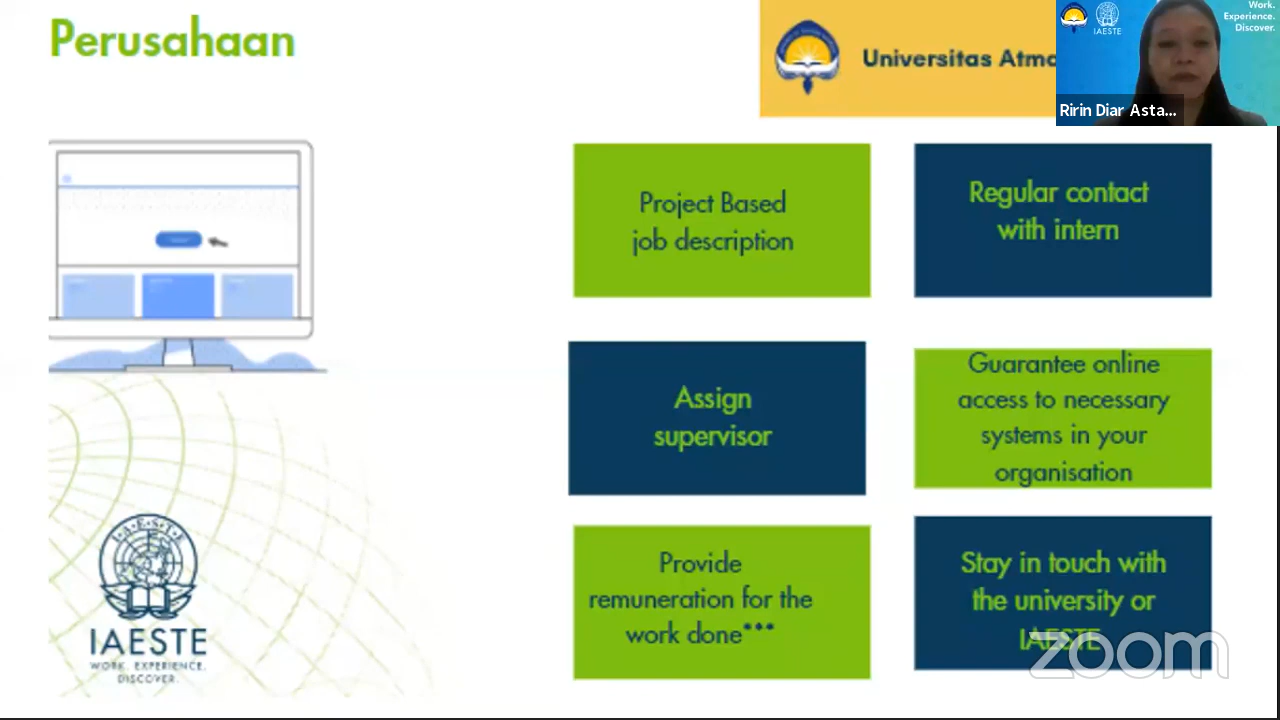 Perusahaan
Universitas Atma
Work.
Experience.
Discover.
IAESTE
Ririn Diar Asta...
Project Based
job description
Regular contact
with intern
Assign
supervisor
Guarantee online
access to necessary
systems in your
organisation
Provide
remuneration for the
work done***
Stay in touch with
the university or
IAESTE
zoom
IAESTE
IAESTE
WORK. EXPERIENCE.
DISCOVER.